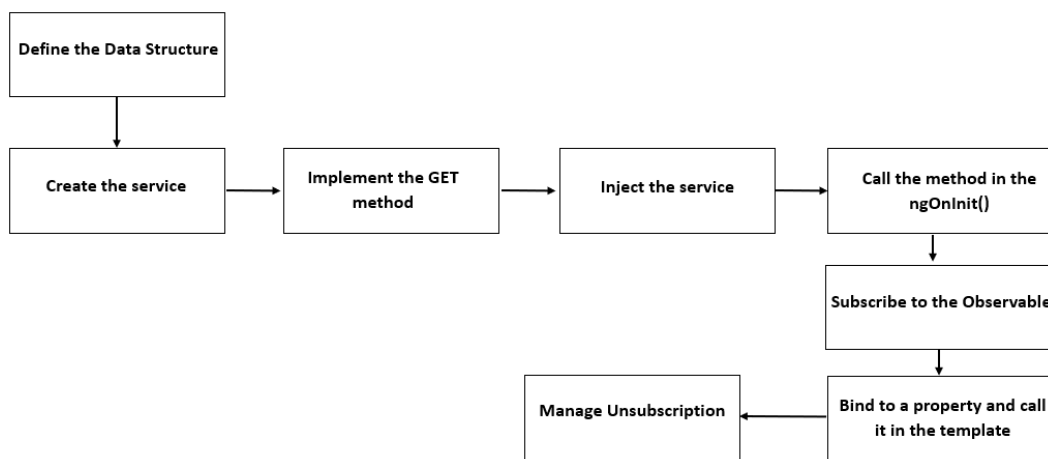 Define the Data Structure
Create the service
Implement the GET
method
Inject the service
Call the method in the
ngOnInit()
Subscribe to the Observable
Bind to a property and call
it in the template
Manage Unsubscription